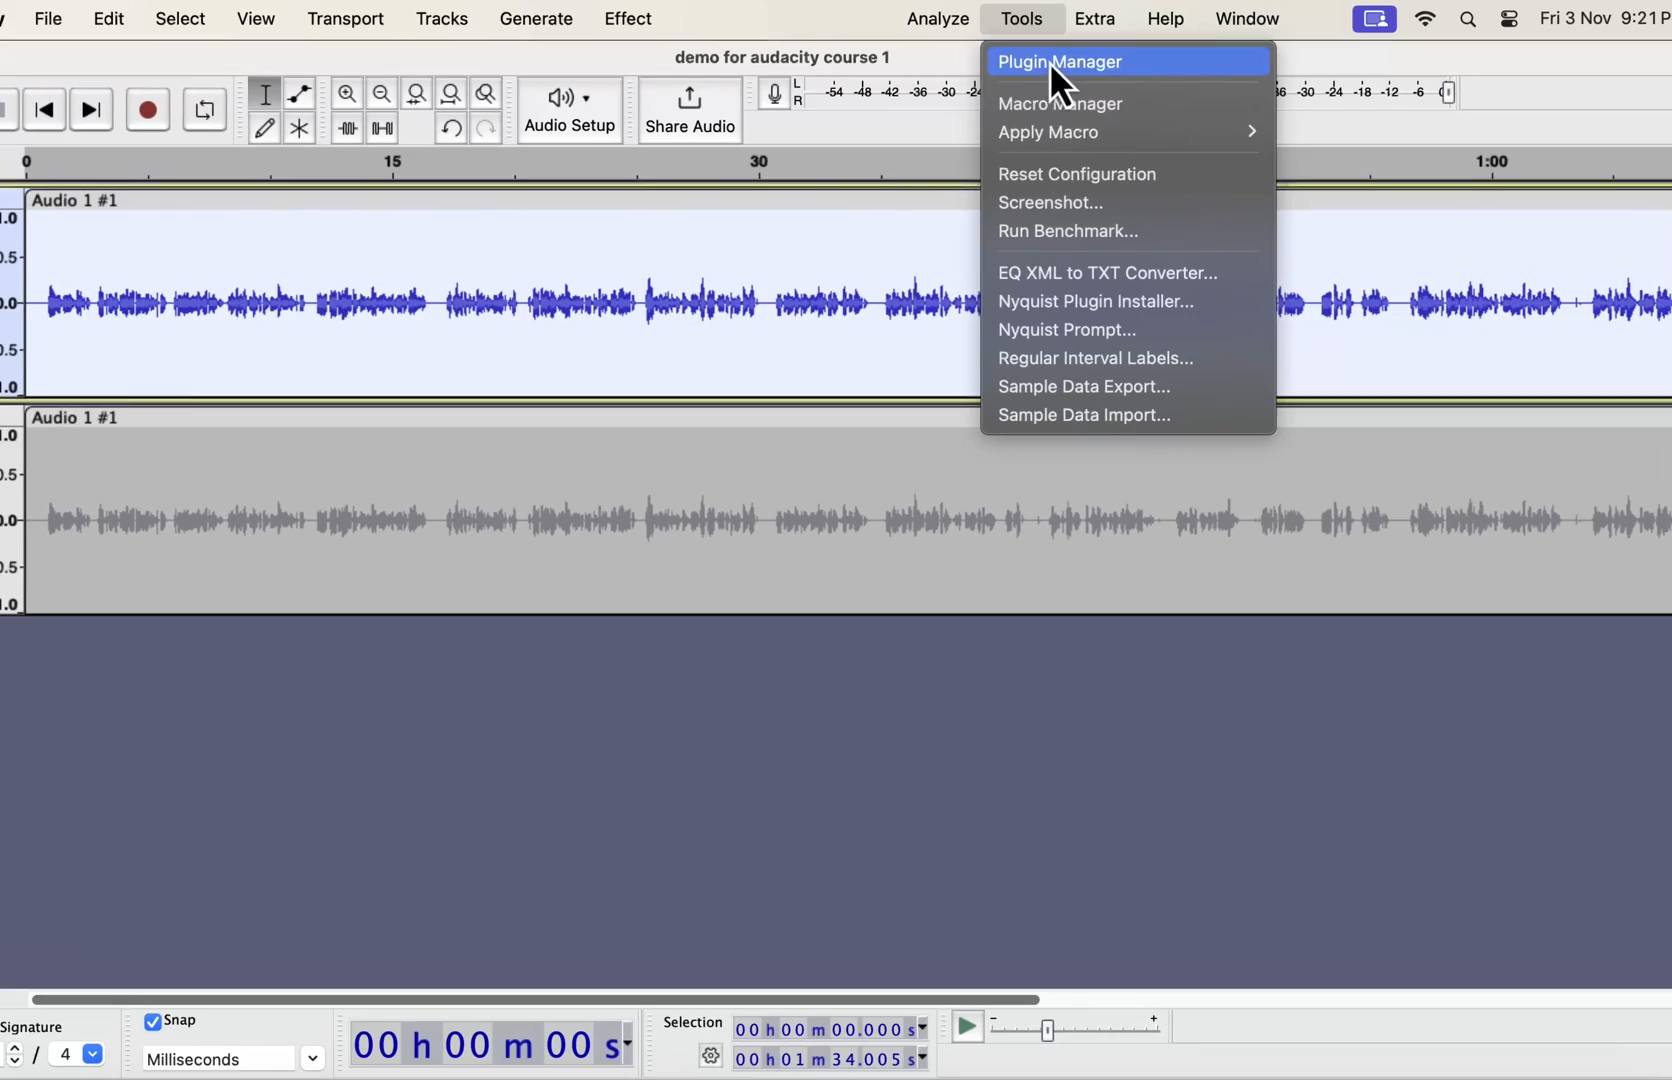 File Edit Select View Transport Tracks Generate Effect Analyze Tools Extra Help Window Fri 3 Nov 9:21 P
demo for audacity course 1
Plugin Manager
Macro Manager
Apply Macro
Reset Configuration
Screenshot...
Run Benchmark...
EQ XML to TXT Converter...
Nyquist Plugin Installer...
Nyquist Prompt...
Regular Interval Labels...
Sample Data Export...
Sample Data Import...
Audio Setup
Share Audio
L
R
-54 -48 -42 -36 -30
-30 -24 -18 -12 -6
0 15 30 1:00
Audio 1 #1
Audio 1 #1
Signature
/ 4
Snap
Milliseconds
00 h 00 m 00 s
Selection
00 h 00 m 00.000 s
00 h 01 m 34.005 s
- +